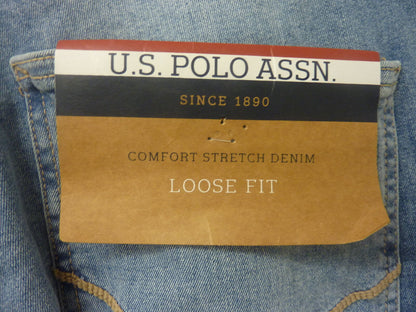 U.S. POLO ASSN.
SINCE 1890
COMFORT STRETCH DENIM
LOOSE FIT